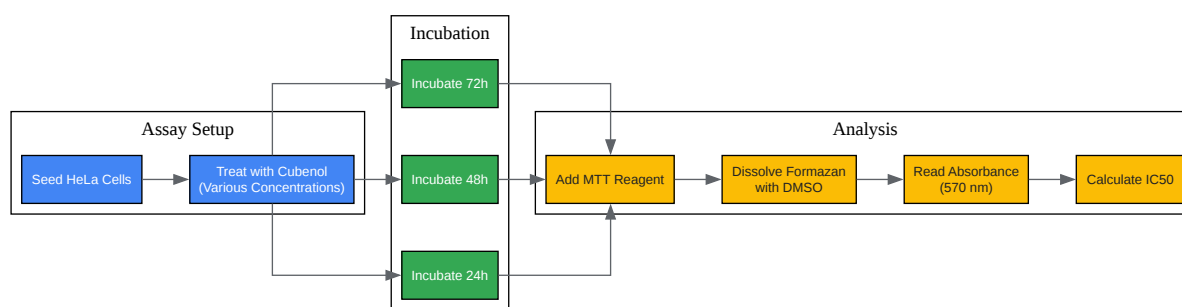 Assay Setup
Seed HeLa Cells
Treat with Cubenol
(Various Concentrations)
Incubation
Incubate 72h
Incubate 48h
Incubate 24h
Analysis
Add MTT Reagent
Dissolve Formazan
with DMSO
Read Absorbance
(570 nm)
Calculate IC50